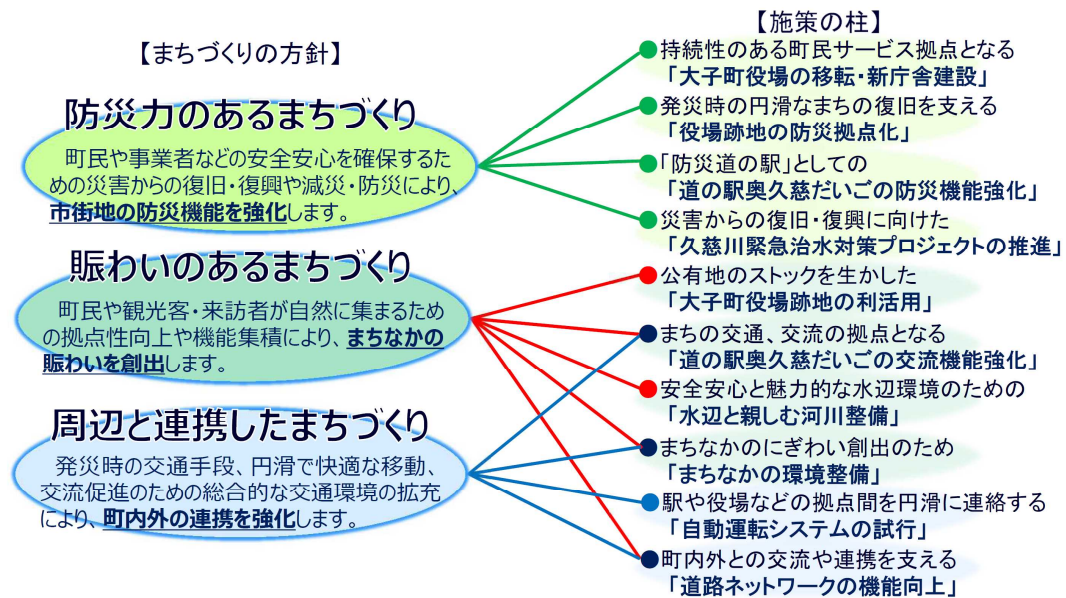 【まちづくりの方針】
防災力のあるまちづくり
町民や事業者などの安全安心を確保するた
めの災害からの復旧・復興や減災・防災により、
市街地の防災機能を強化します。
賑わいのあるまちづくり
町民や観光客・来訪者が自然に集まるため
の拠点性向上や機能集積により、まちなかの
賑わいを創出します。
周辺と連携したまちづくり
発災時の交通手段、円滑で快適な移動、
交流促進のための総合的な交通環境の拡充
により、町内外の連携を強化します。
【施策の柱】
持続性のある町民サービス拠点となる
「大子町役場の移転・新庁舎建設」
発災時の円滑なまちの復旧を支える
「役場跡地の防災拠点化」
「防災道の駅」としての
「道の駅奥久慈だいごの防災機能強化」
災害からの復旧・復興に向けた
「久慈川緊急治水対策プロジェクトの推進」
公有地のストックを生かした
「大子町役場跡地の利活用」
まちの交通、交流の拠点となる
「道の駅奥久慈だいごの交流機能強化」
安全安心と魅力的な水辺環境のための
「水辺と親しむ河川整備」
まちなかのにぎわい創出のため
「まちなかの環境整備」
駅や役場などの拠点間を円滑に連絡する
「自動運転システムの試行」
町内外との交流や連携を支える
「道路ネットワークの機能向上」